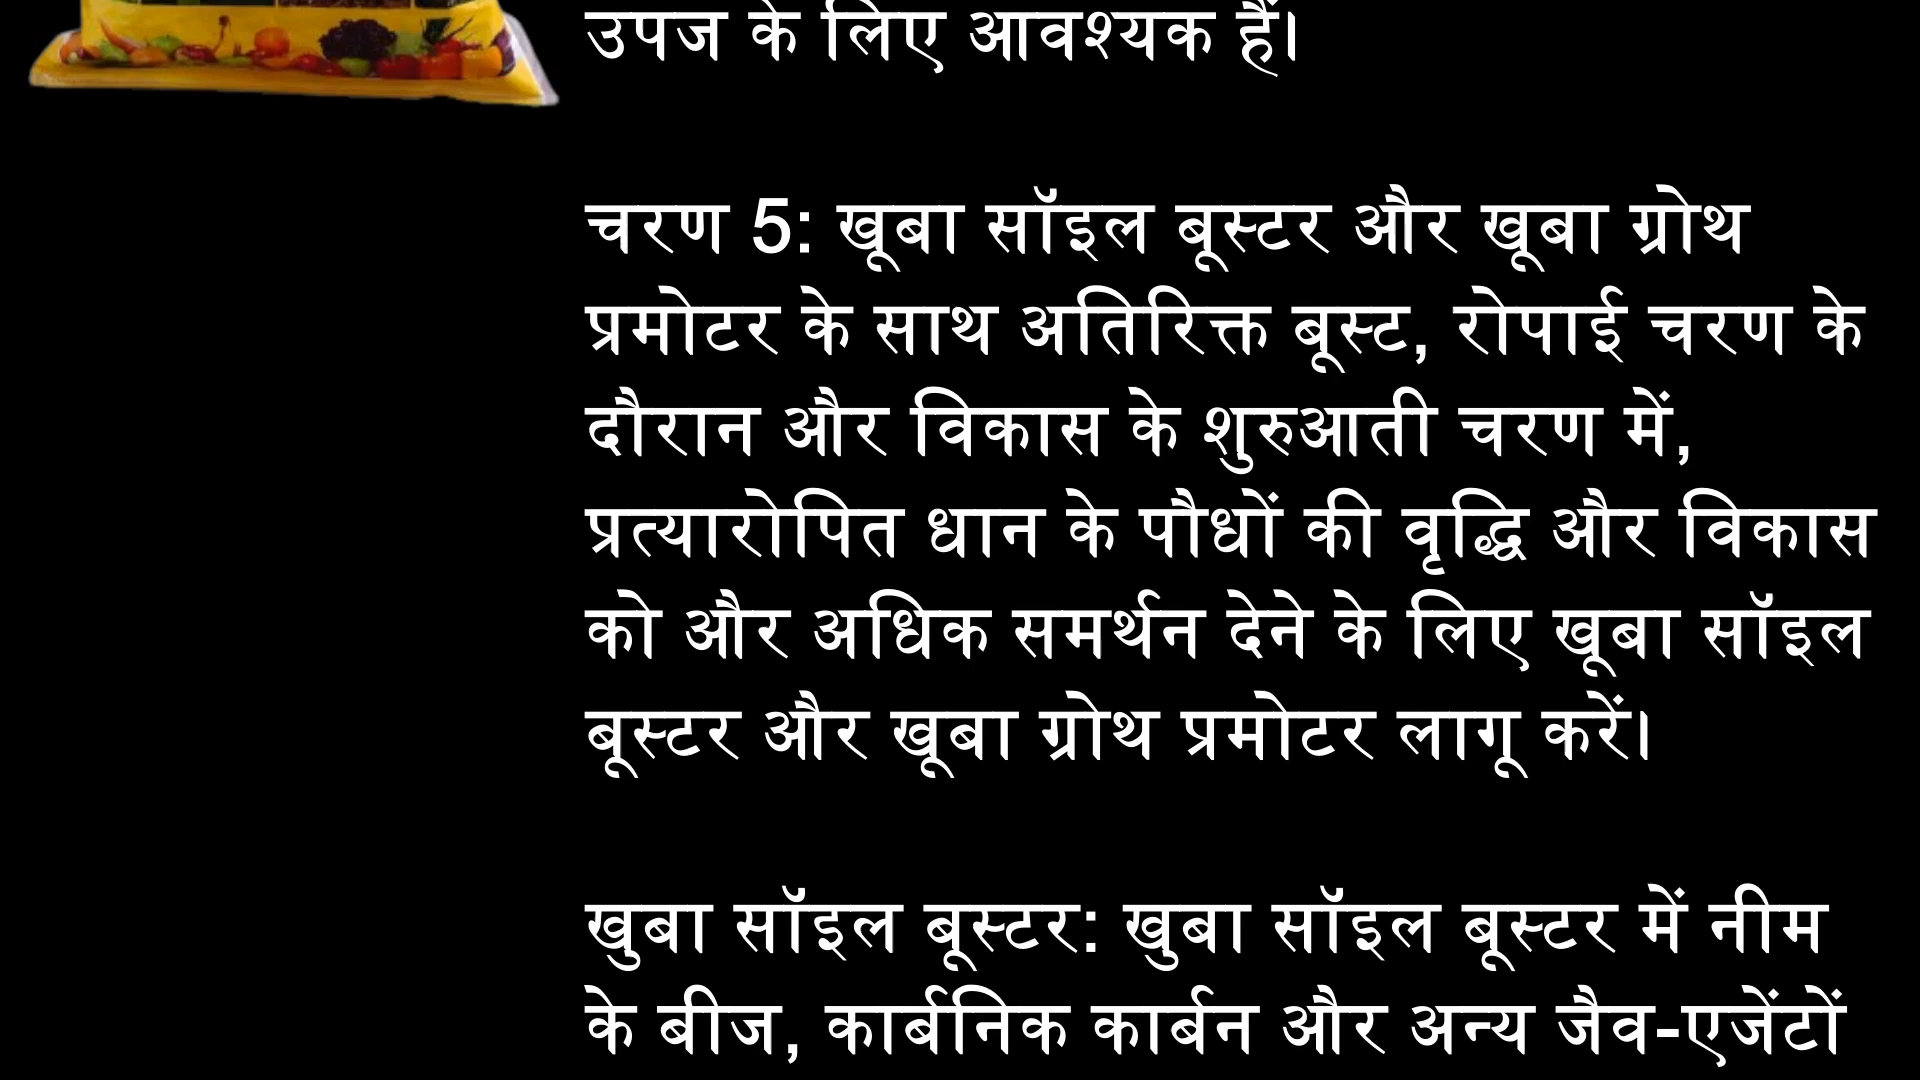 उपज के लिए आवश्यक हैं।
चरण 5: खूबा सॉइल बूस्टर और खूबा ग्रोथ
प्रमोटर के साथ अतिरिक्त बूस्ट, रोपाई चरण के
दौरान और विकास के शुरुआती चरण में,
प्रत्यारोपित धान के पौधों की वृद्धि और विकास
को और अधिक समर्थन देने के लिए खूबा सॉइल
बूस्टर और खूबा ग्रोथ प्रमोटर लागू करें।
खुबा सॉइल बूस्टर: खुबा सॉइल बूस्टर में नीम
के बीज, कार्बनिक कार्बन और अन्य जैव-एजेंटों